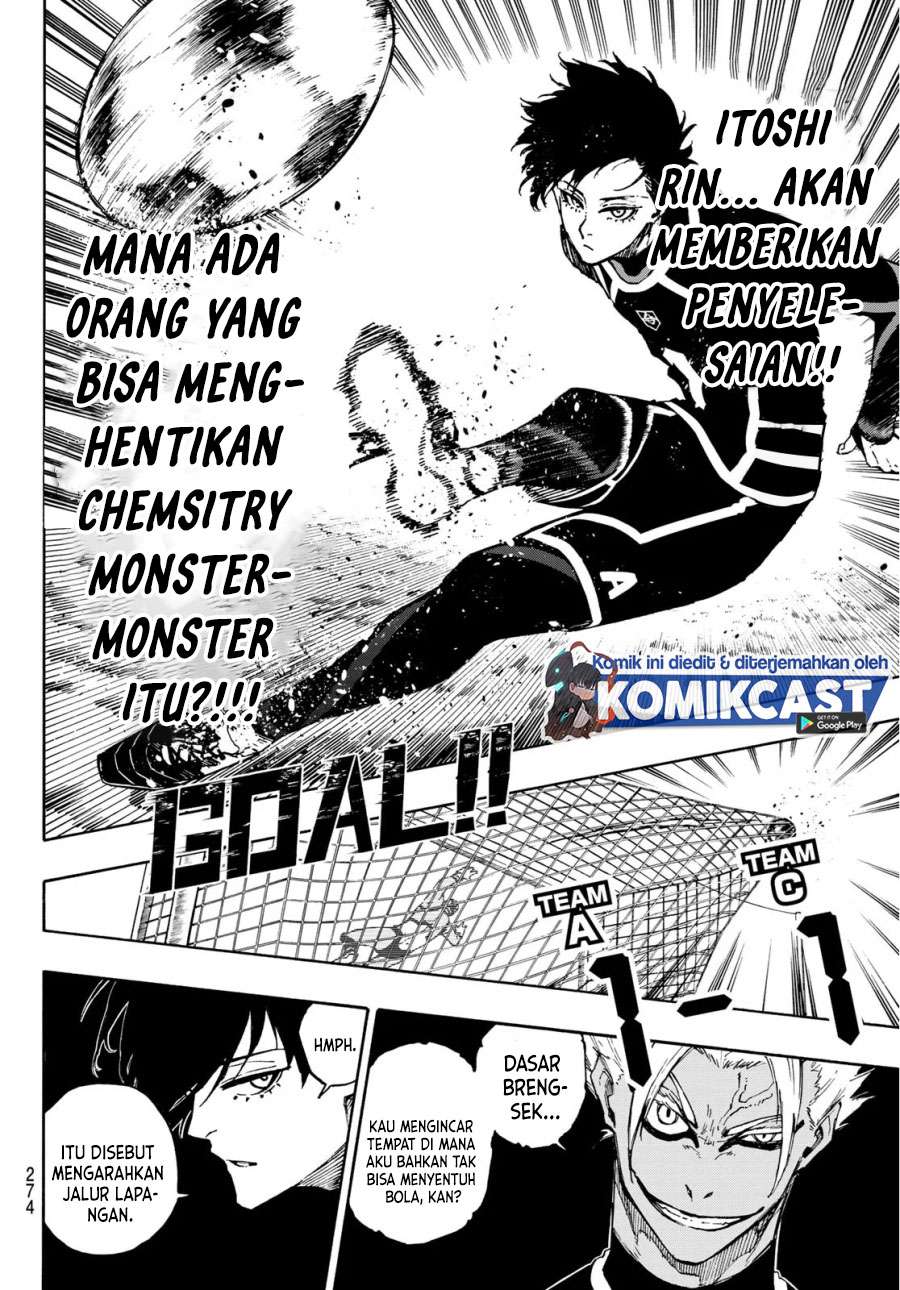 ITOSHI
RIN... AKAN
MEMBERIKAN
PENYELE-
SAIAN!!
MANA ADA
ORANG YANG
BISA MENG-
HENTIKAN
CHEMSITRY
MONSTER-
MONSTER
ITU?!!!
A
Komik ini diedit & diterjemahkan oleh
KOMIKCAST
GET IT ON
Google Play
GOAL!!
TEAM
A
TEAM
C
1-1
DASAR
BRENG-
SEK...
KAU MENGINCAR
TEMPAT DI MANA
AKU BAHKAN TAK
BISA MENYENTUH
BOLA, KAN?
HMPH.
ITU DISEBUT
MENGARAHKAN
JALUR LAPA-
NGAN.
274